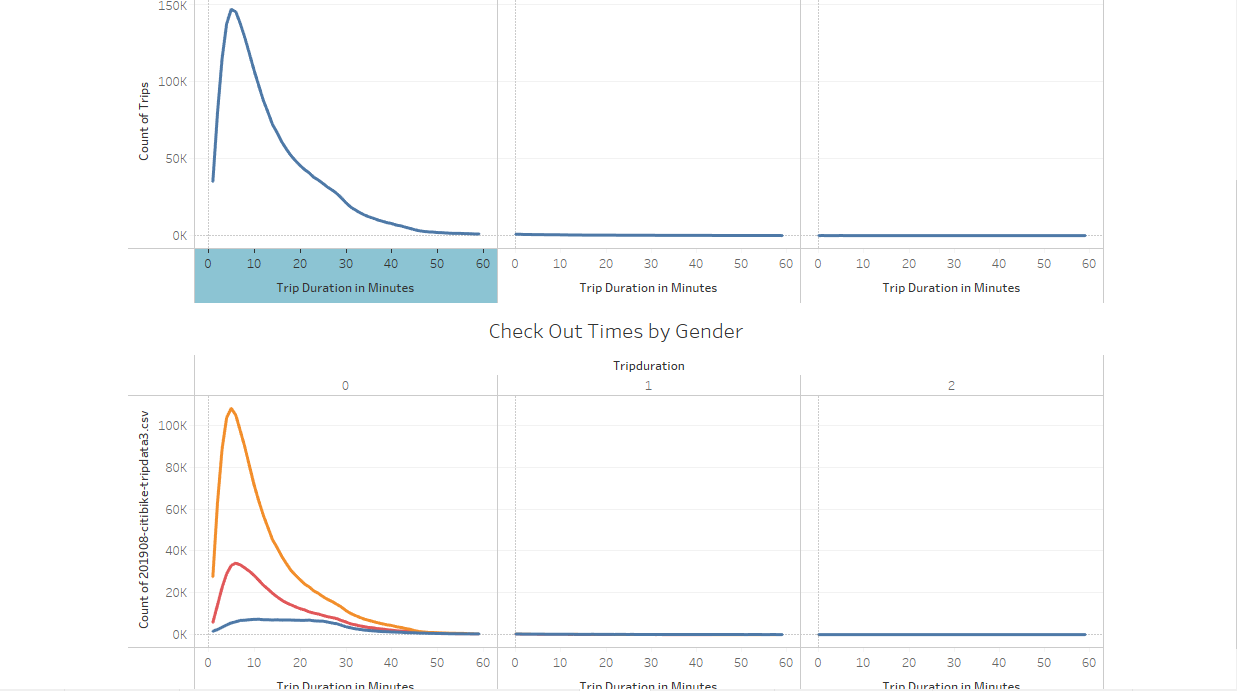 150K
100K
50K
0K
Count of Trips
0 10 20 30 40 50 60 0 10 20 30 40 50 60 0 10 20 30 40 50 60
Trip Duration in Minutes Trip Duration in Minutes Trip Duration in Minutes
Check Out Times by Gender
Tripduration
0 1 2
100K
80K
60K
40K
20K
0K
Count of 201908-citibike-tripdata3.csv
0 10 20 30 40 50 60 0 10 20 30 40 50 60 0 10 20 30 40 50 60
Trip Duration in Minutes Trip Duration in Minutes Trip Duration in Minutes